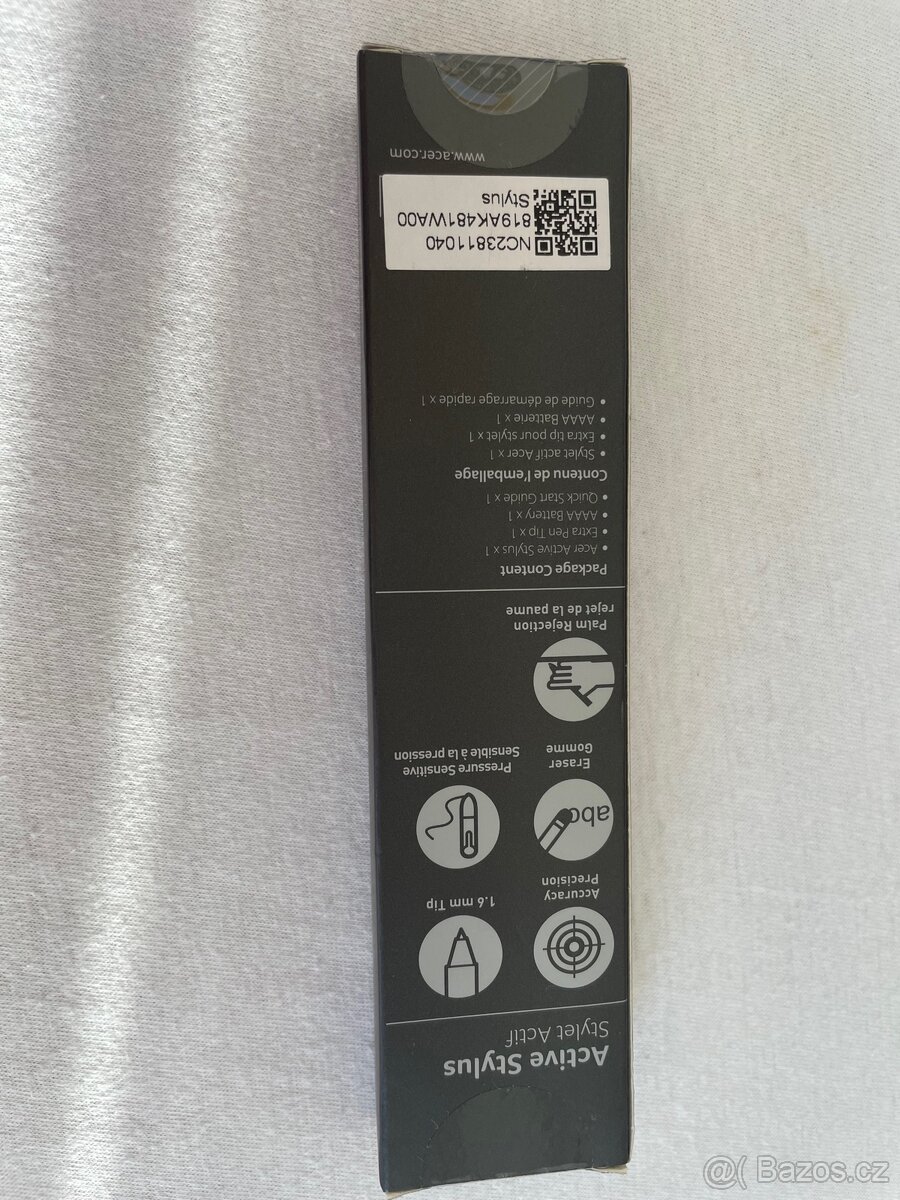 Active Stylus
Stylet Actif
Accuracy
Precision
1.6 mm Tip
abc
Eraser
Gomme
Pressure Sensitive
Sensible à la pression
Palm Rejection
rejet de la paume
Package Content
• Acer Active Stylus x 1
• Extra Pen Tip x 1
• AAAA Battery x 1
• Quick Start Guide x 1
Contenu de l'emballage
• Stylet actif Acer x 1
• Extra tip pour stylet x 1
• AAAA Batterie x 1
• Guide de démarrage rapide x 1
NC23811040
819AK481WA00
Stylus
www.acer.com
@( Bazos.cz